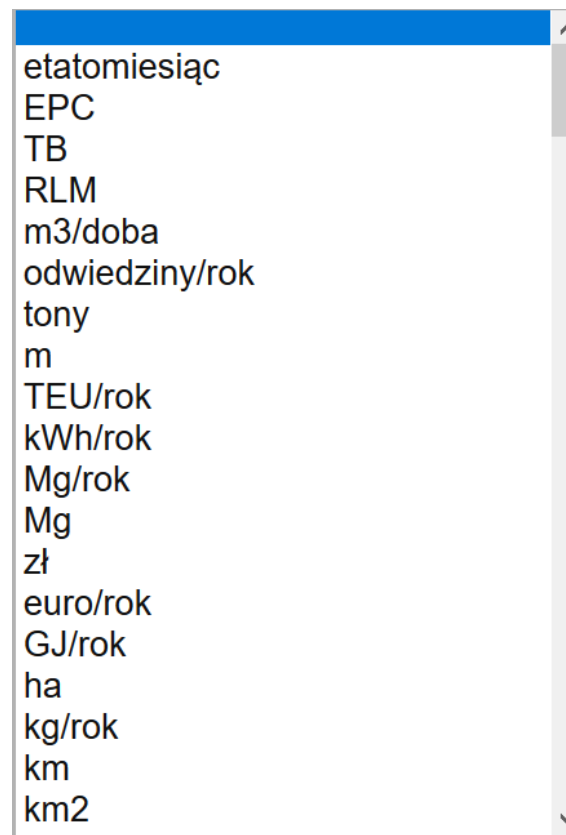 etatomiesiąc
EPC
TB
RLM
m3/doba
odwiedziny/rok
tony
m
TEU/rok
kWh/rok
Mg/rok
Mg
zł
euro/rok
GJ/rok
ha
kg/rok
km
km2